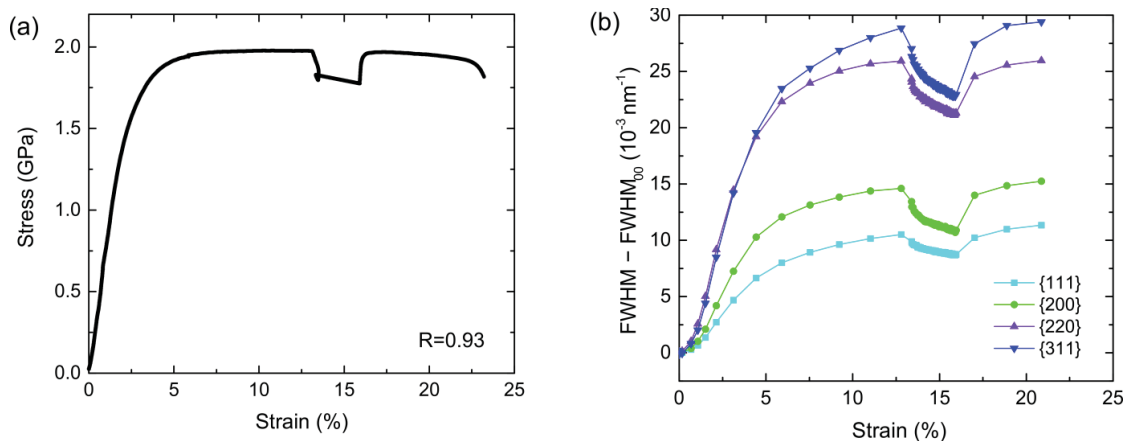 (a)
Stress (GPa)
2.0
1.5
1.0
0.5
0.0
R=0.93
0 5 10 15 20 25
Strain (%)
(b)
FWHM − FWHM₀₀ (10⁻³ nm⁻¹)
30
25
20
15
10
5
0
{111}
{200}
{220}
{311}
0 5 10 15 20 25
Strain (%)